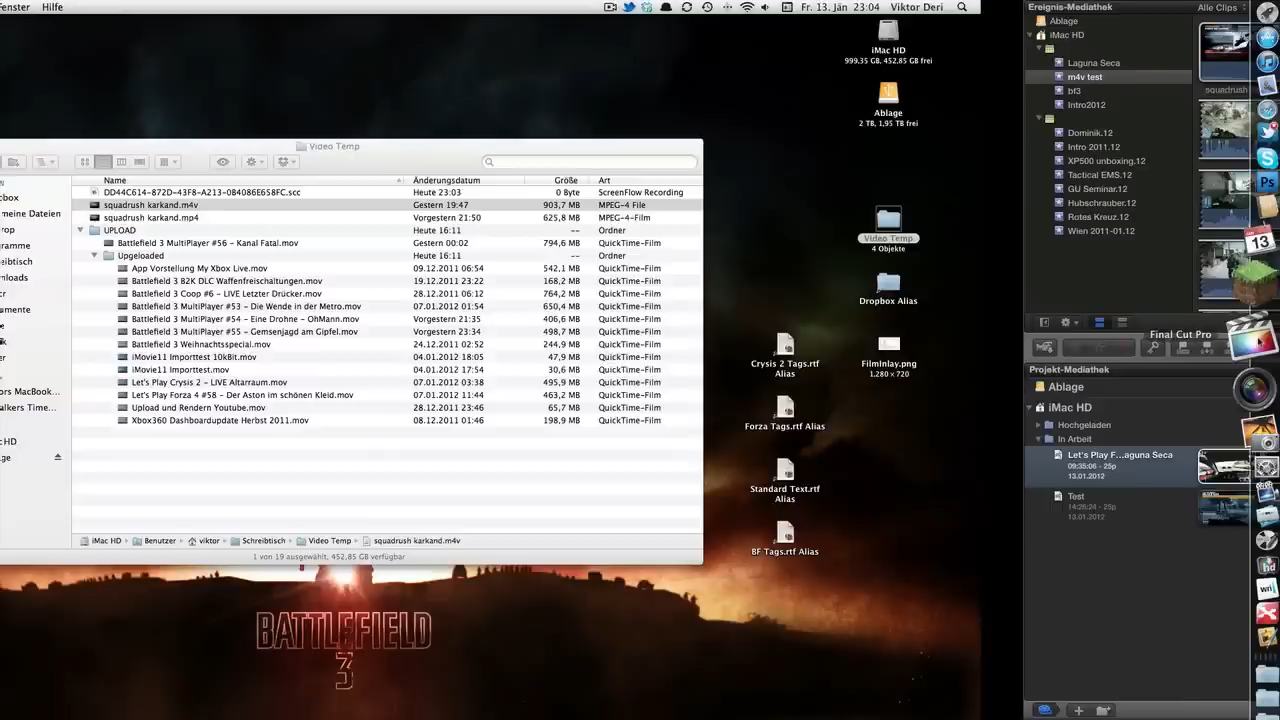 Fenster Hilfe
Fr. 13. Jän 23:04 Viktor Deri
iMac HD
999,35 GB, 452,85 GB frei
Ablage
2 TB, 1,95 TB frei
Video Temp
4 Objekte
Dropbox Alias
FilmInlay.png
1.280 × 720
Crysis 2 Tags.rtf
Alias
Forza Tags.rtf Alias
Standard Text.rtf
Alias
BF Tags.rtf Alias
Video Temp
Name Änderungsdatum Größe Art
DD44C614-872D-43F8-A213-0B4086E658FC.scc Heute 23:03 0 Byte ScreenFlow Recording
squadrush karkand.m4v Gestern 19:47 903,7 MB MPEG-4 File
squadrush karkand.mp4 Vorgestern 21:50 625,8 MB MPEG-4-Film
UPLOAD Heute 16:11 -- Ordner
Battlefield 3 MultiPlayer #56 - Kanal Fatal.mov Gestern 00:02 794,6 MB QuickTime-Film
Upgeloaded Heute 16:11 -- Ordner
App Vorstellung My Xbox Live.mov 09.12.2011 06:54 542,1 MB QuickTime-Film
Battlefield 3 B2K DLC Waffenfreischaltungen.mov 19.12.2011 23:22 168,2 MB QuickTime-Film
Battlefield 3 Coop #6 - LIVE Letzter Drücker.mov 28.12.2011 06:12 764,2 MB QuickTime-Film
Battlefield 3 MultiPlayer #53 - Die Wende in der Metro.mov 07.01.2012 01:54 650,4 MB QuickTime-Film
Battlefield 3 MultiPlayer #54 - Eine Drohne - OhMann.mov Vorgestern 21:35 406,6 MB QuickTime-Film
Battlefield 3 MultiPlayer #55 - Gemsenjagd am Gipfel.mov Vorgestern 23:34 498,7 MB QuickTime-Film
Battlefield 3 Weihnachtsspecial.mov 24.12.2011 02:52 244,9 MB QuickTime-Film
iMovie11 Importtest 10kBit.mov 04.01.2012 18:05 47,9 MB QuickTime-Film
iMovie11 Importtest.mov 04.01.2012 17:54 30,6 MB QuickTime-Film
Let's Play Crysis 2 - LIVE Altarraum.mov 07.01.2012 03:38 495,9 MB QuickTime-Film
Let's Play Forza 4 #58 - Der Aston im schönen Kleid.mov 07.01.2012 11:44 463,2 MB QuickTime-Film
Upload und Rendern Youtube.mov 28.12.2011 23:46 65,7 MB QuickTime-Film
Xbox360 Dashboardupdate Herbst 2011.mov 08.12.2011 01:46 198,9 MB QuickTime-Film
meine Dateien
ors MacBook...
alkers Time...
iMac HD Benutzer viktor Schreibtisch Video Temp squadrush karkand.m4v
1 von 19 ausgewählt, 452,85 GB verfügbar
BATTLEFIELD
3
Ereignis-Mediathek Alle Clips
Ablage
iMac HD
Laguna Seca
m4v test
bf3
Intro2012
squadrush
Dominik.12
Intro 2011.12
XP500 unboxing.12
Tactical EMS.12
GU Seminar.12
Hubschrauber.12
Rotes Kreuz.12
Wien 2011-01.12
Final Cut Pro
Projekt-Mediathek
Ablage
iMac HD
Hochgeladen
In Arbeit
Let's Play F...aguna Seca
09:35:06 - 25p
13.01.2012
Test
14:26:24 - 25p
13.01.2012
Ps
13
hd